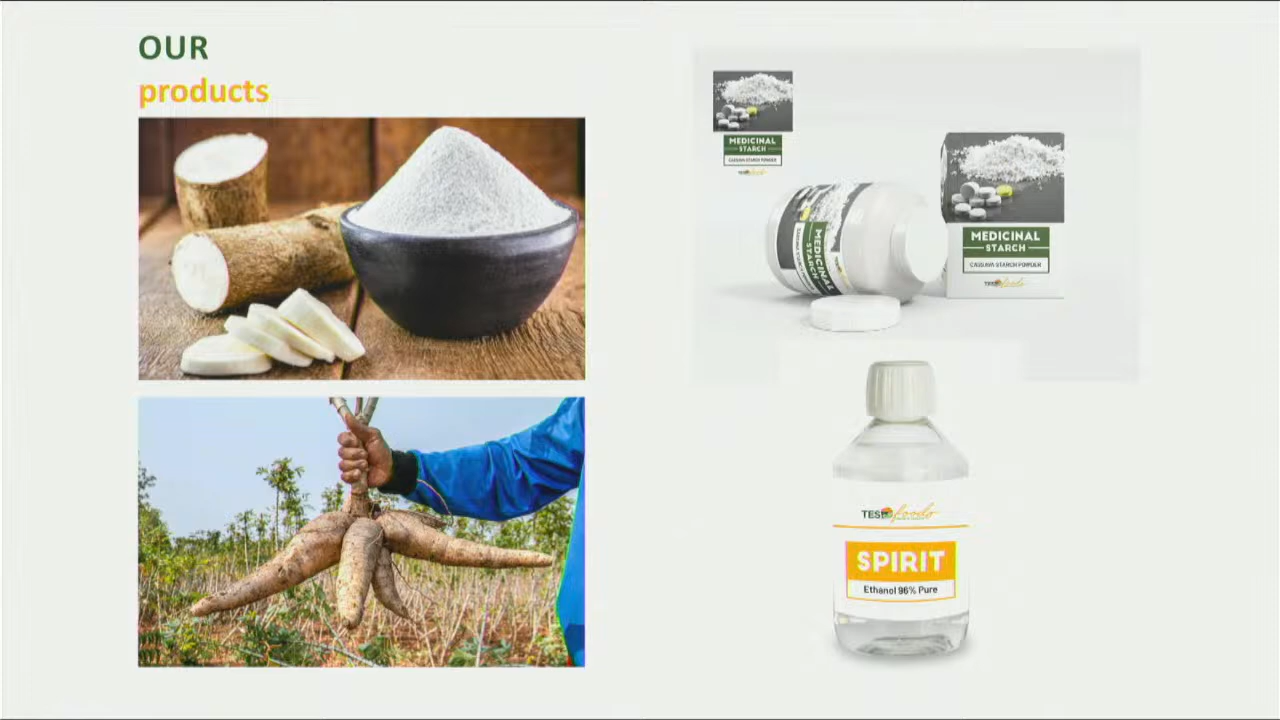 OUR
products
MEDICINAL
STARCH
CASSAVA STARCH POWDER
MEDICINAL
STARCH
MEDICINAL
STARCH
CASSAVA STARCH POWDER
foods
SPIRIT
Ethanol 96% Pure